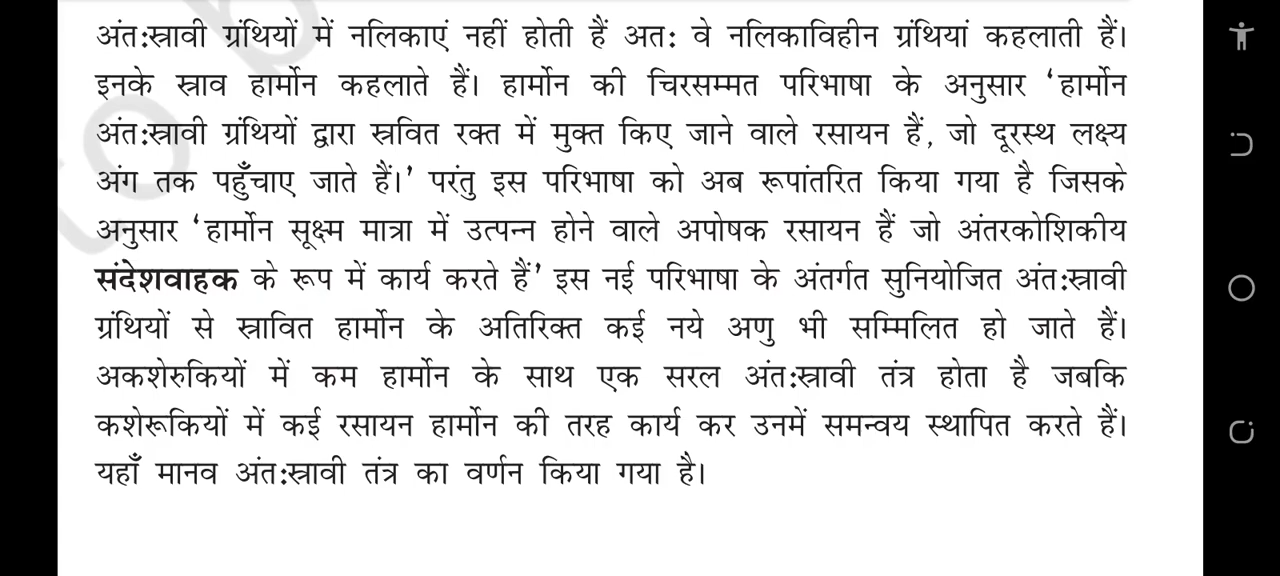 अंत:स्रावी ग्रंथियों में नलिकाएं नहीं होती हैं अत: वे नलिकाविहीन ग्रंथियां कहलाती हैं।
इनके स्राव हार्मोन कहलाते हैं। हार्मोन की चिरसम्मत परिभाषा के अनुसार ‘हार्मोन
अंत:स्रावी ग्रंथियों द्वारा स्रवित रक्त में मुक्त किए जाने वाले रसायन हैं, जो दूरस्थ लक्ष्य
अंग तक पहुँचाए जाते हैं।’ परंतु इस परिभाषा को अब रूपांतरित किया गया है जिसके
अनुसार ‘हार्मोन सूक्ष्म मात्रा में उत्पन्न होने वाले अपोषक रसायन हैं जो अंतरकोशिकीय
संदेशवाहक के रूप में कार्य करते हैं’ इस नई परिभाषा के अंतर्गत सुनियोजित अंत:स्रावी
ग्रंथियों से स्रावित हार्मोन के अतिरिक्त कई नये अणु भी सम्मिलित हो जाते हैं।
अकशेरुकियों में कम हार्मोन के साथ एक सरल अंत:स्रावी तंत्र होता है जबकि
कशेरूकियों में कई रसायन हार्मोन की तरह कार्य कर उनमें समन्वय स्थापित करते हैं।
यहाँ मानव अंत:स्रावी तंत्र का वर्णन किया गया है।